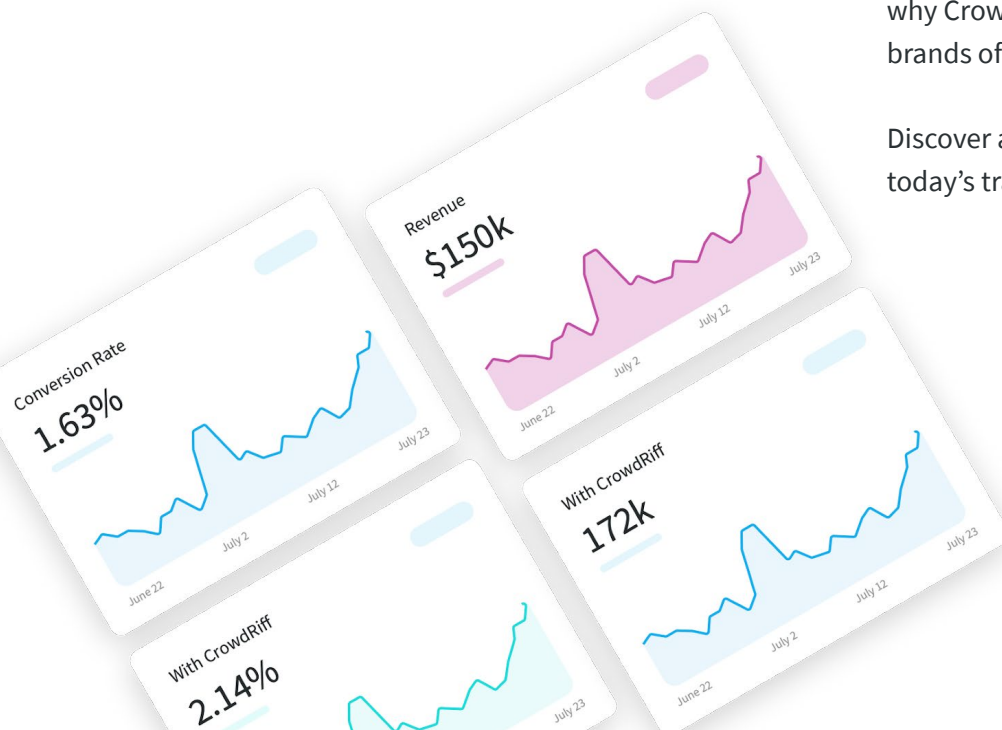 why Crow
brands of
Discover a
today's tra
Revenue
$150k
June 22
July 2
July 12
July 23
Conversion Rate
1.63%
June 22
July 2
July 12
July 23
With CrowdRiff
172k
June 22
July 2
July 12
July 23
With CrowdRiff
2.14%
July 23